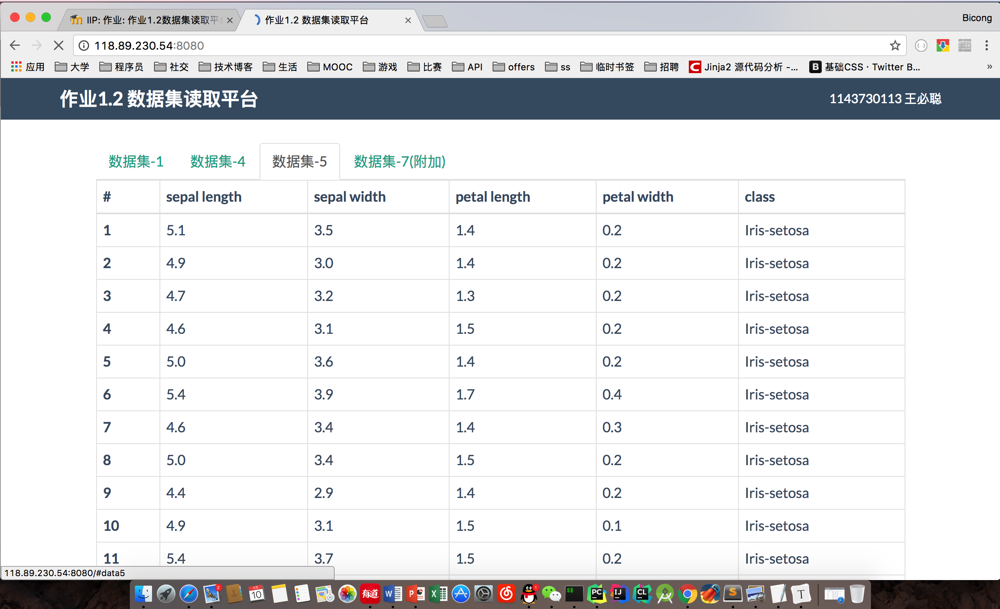 IIP: 作业: 作业1.2数据集读取平台
作业1.2 数据集读取平台
Bicong
118.89.230.54:8080
应用 大学 程序员 社交 技术博客 生活 MOOC 游戏 比赛 API offers ss 临时书签 招聘 Jinja2 源代码分析 -... 基础CSS · Twitter B... »
作业1.2 数据集读取平台
1143730113 王必聪
数据集-1 数据集-4 数据集-5 数据集-7(附加)
# sepal length sepal width petal length petal width class
1 5.1 3.5 1.4 0.2 Iris-setosa
2 4.9 3.0 1.4 0.2 Iris-setosa
3 4.7 3.2 1.3 0.2 Iris-setosa
4 4.6 3.1 1.5 0.2 Iris-setosa
5 5.0 3.6 1.4 0.2 Iris-setosa
6 5.4 3.9 1.7 0.4 Iris-setosa
7 4.6 3.4 1.4 0.3 Iris-setosa
8 5.0 3.4 1.5 0.2 Iris-setosa
9 4.4 2.9 1.4 0.2 Iris-setosa
10 4.9 3.1 1.5 0.1 Iris-setosa
11 5.4 3.7 1.5 0.2 Iris-setosa
118.89.230.54:8080/#data5
2 5月 10 有道 W P X 1 $ PC IJ CL S T